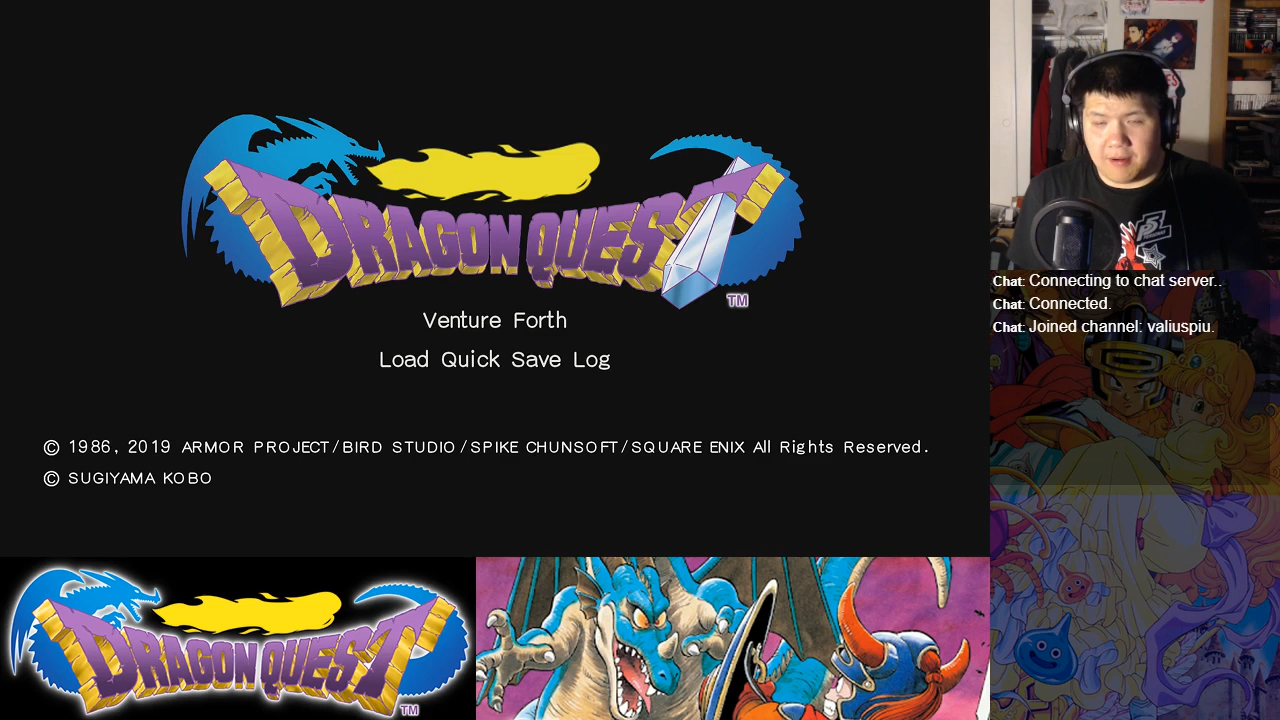 DRAGON QUEST
TM
Venture Forth
Load Quick Save Log
© 1986, 2019 ARMOR PROJECT/BIRD STUDIO/SPIKE CHUNSOFT/SQUARE ENIX All Rights Reserved.
© SUGIYAMA KOBO
Chat: Connecting to chat server..
Chat: Connected.
Chat: Joined channel: valiuspiu.
DRAGON QUEST
TM